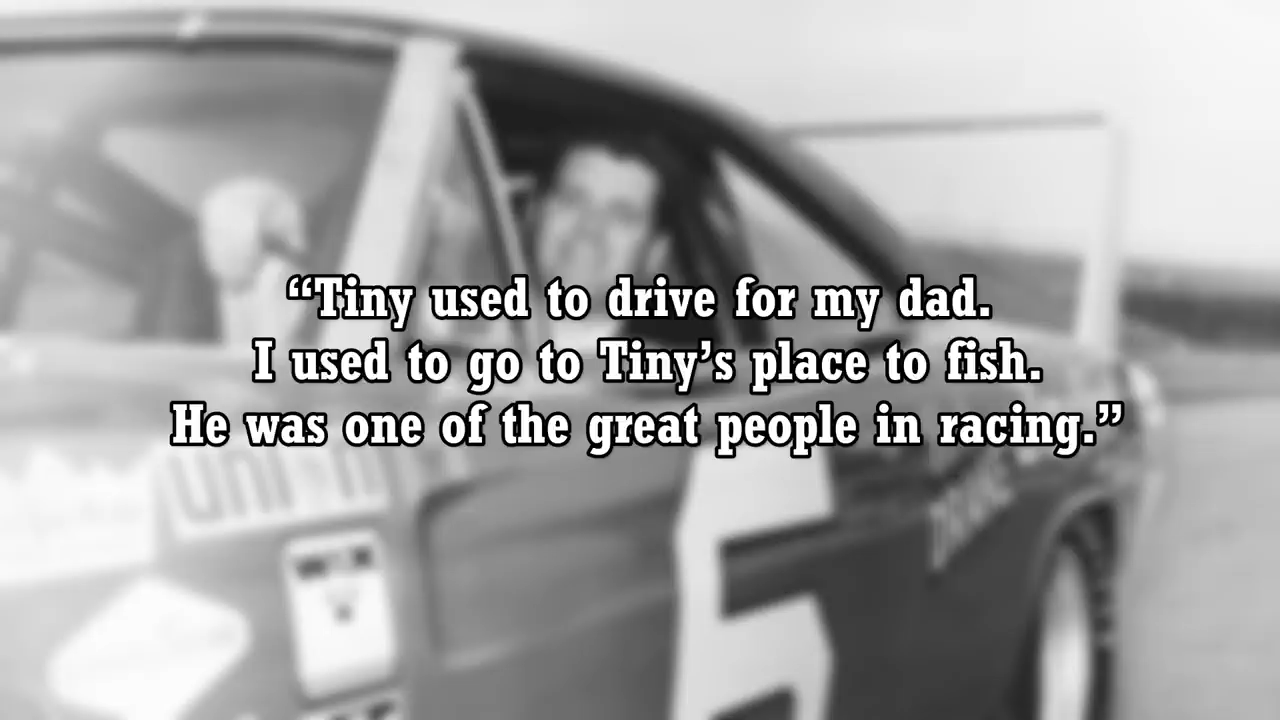 “Tiny used to drive for my dad.
I used to go to Tiny’s place to fish.
He was one of the great people in racing.”
5